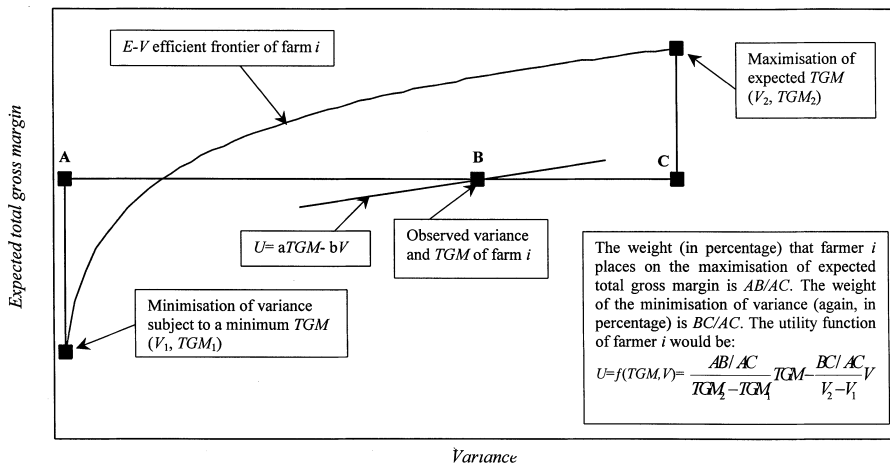 E-V efficient frontier of farm i
Maximisation of
expected TGM
(V₂, TGM₂)
A
B
C
U= aTGM- bV
Observed variance
and TGM of farm i
Minimisation of variance
subject to a minimum TGM
(V₁, TGM₁)
The weight (in percentage) that farmer i
places on the maximisation of expected
total gross margin is AB/AC. The weight
of the minimisation of variance (again, in
percentage) is BC/AC. The utility function
of farmer i would be:
U=f(TGM,V)= AB/AC / TGM₂−TGM₁ TGM− BC/AC / V₂−V₁ V
Expected total gross margin
Variance